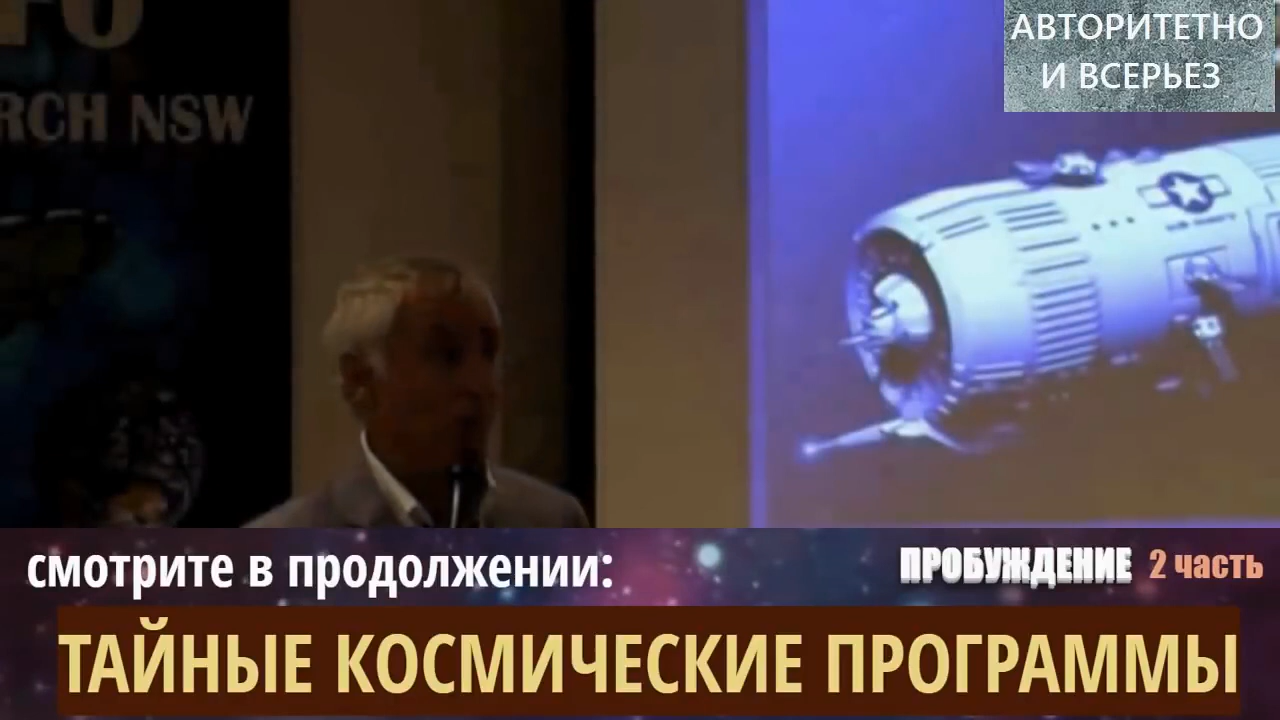 RCH NSW
АВТОРИТЕТНО
И ВСЕРЬЕЗ
смотрите в продолжении:
ПРОБУЖДЕНИЕ 2 часть
ТАЙНЫЕ КОСМИЧЕСКИЕ ПРОГРАММЫ